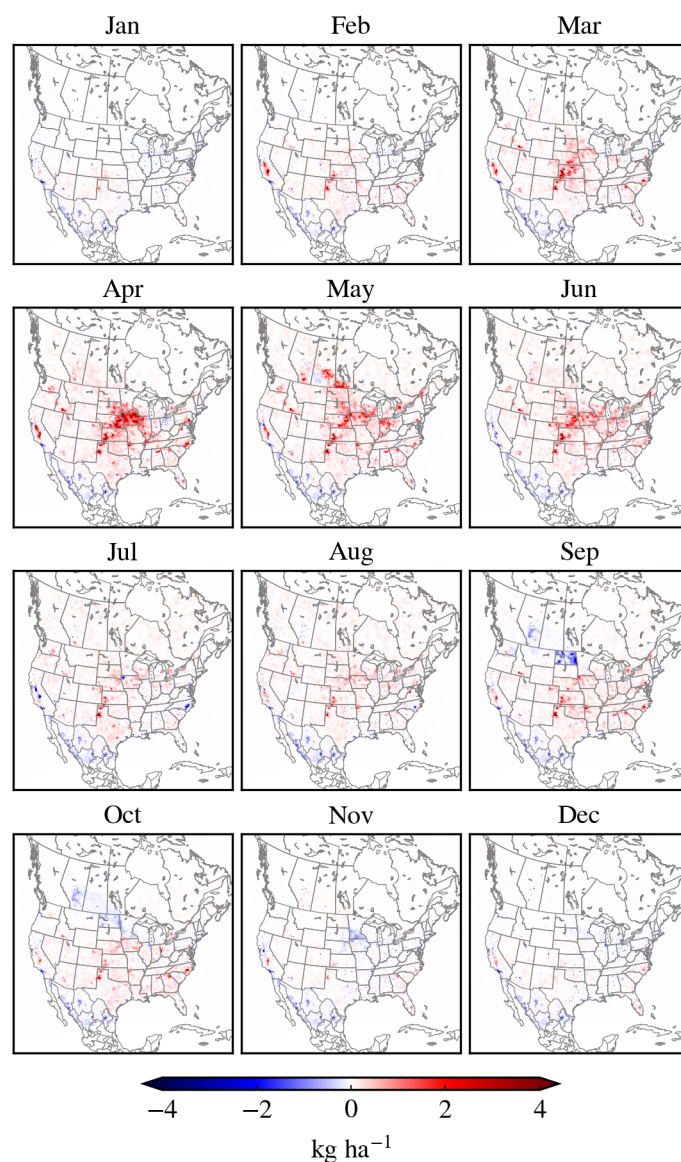 Jan Feb Mar
Apr May Jun
Jul Aug Sep
Oct Nov Dec
−4 −2 0 2 4
kg ha⁻¹